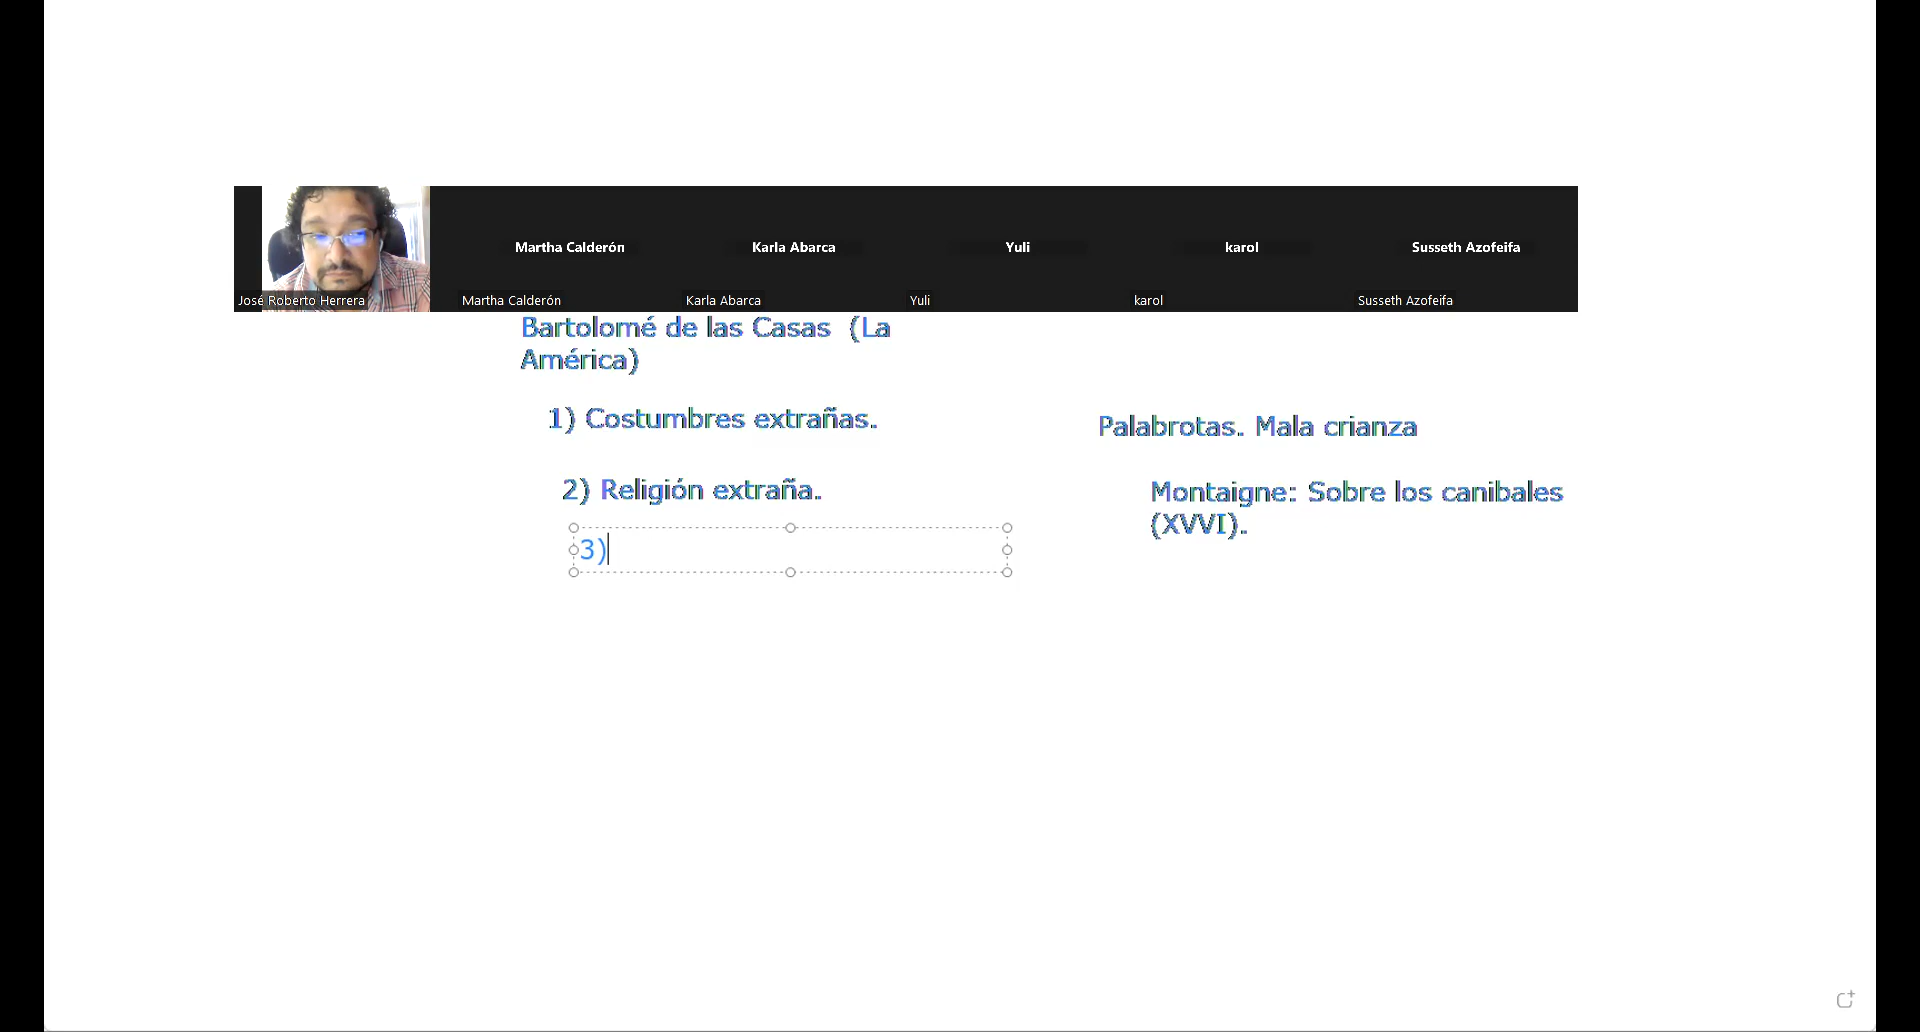 Martha Calderón
Karla Abarca
Yuli
karol
Susseth Azofeifa
José Roberto Herrera
Martha Calderón
Karla Abarca
Yuli
karol
Susseth Azofeifa
Bartolomé de las Casas (La
América)
1) Costumbres extrañas.
Palabrotas. Mala crianza
2) Religión extraña.
Montaigne: Sobre los canibales
(XVVI).
3)